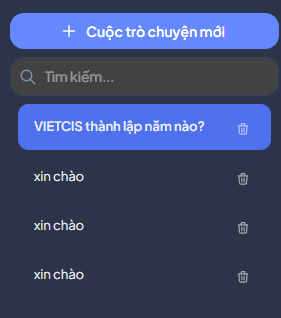 Cuộc trò chuyện mới
Tìm kiếm...
VIETCIS thành lập năm nào?
xin chào
xin chào
xin chào